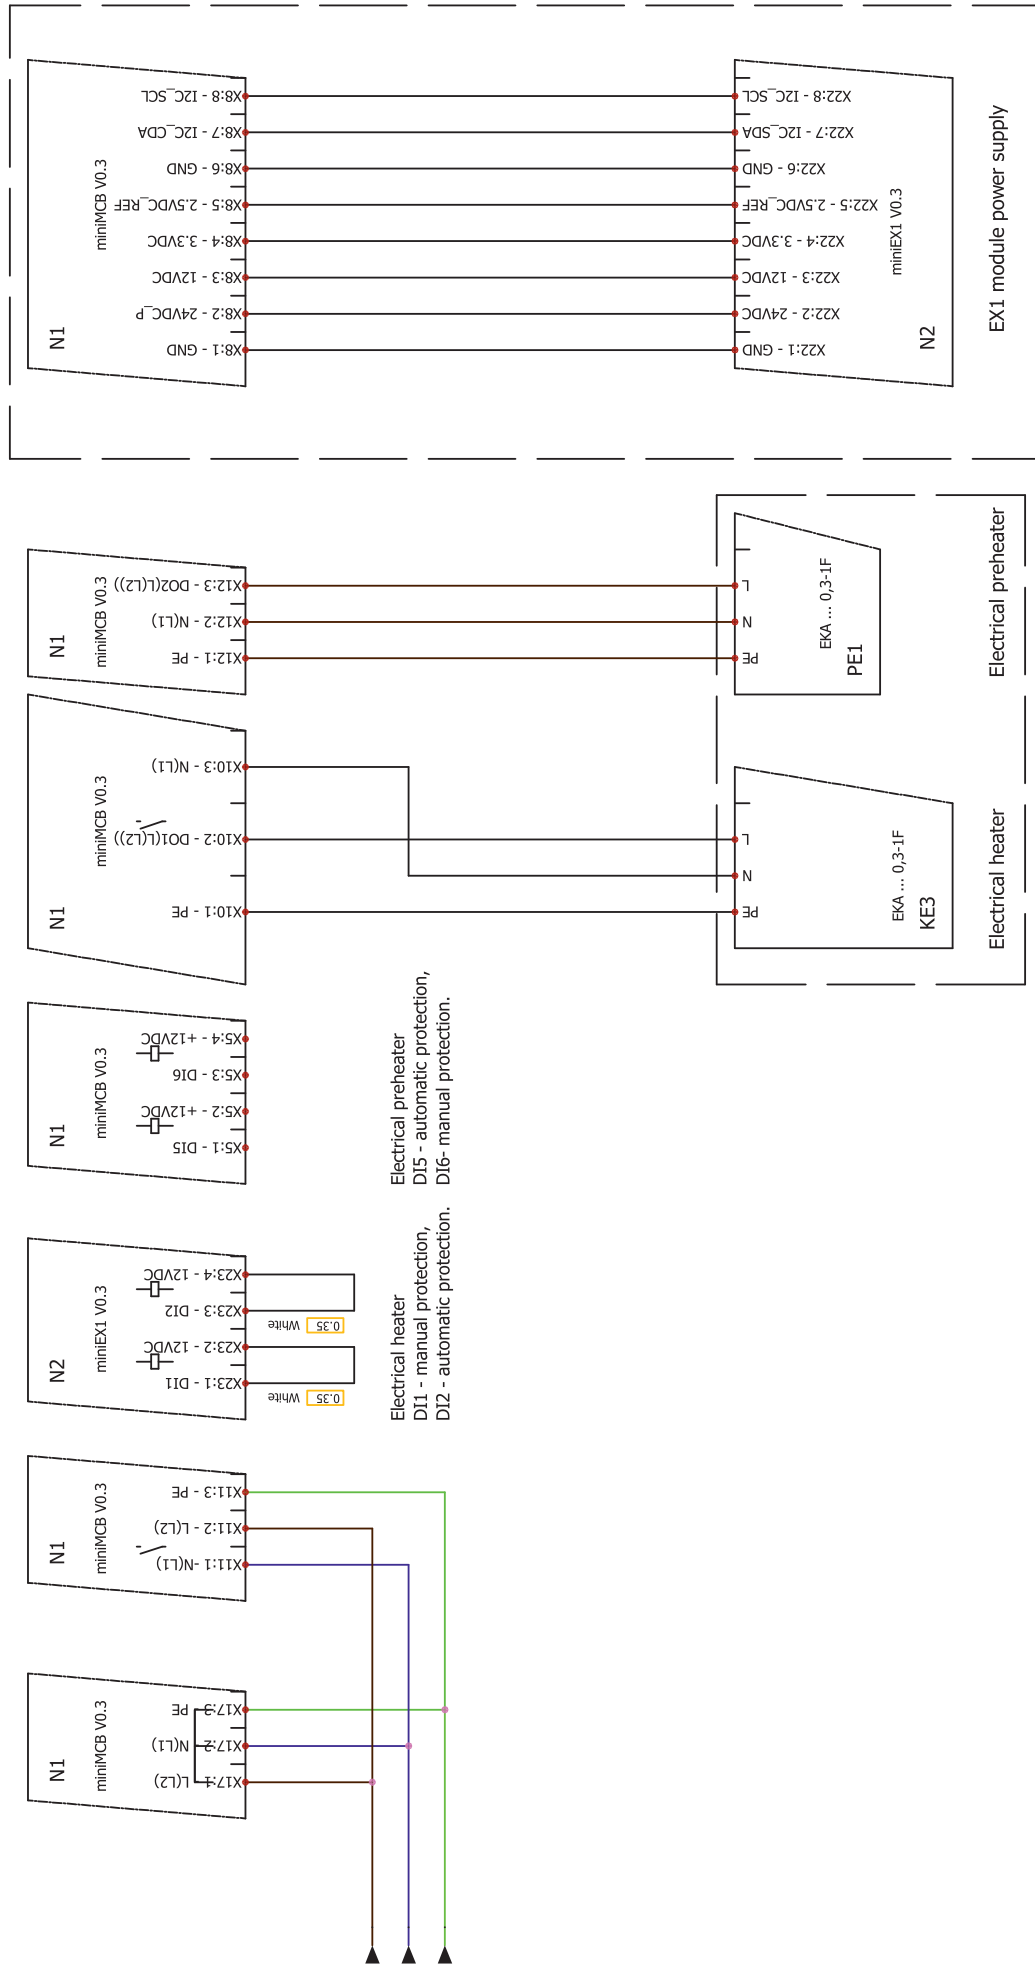 N1
miniMCB V0.3
X8:8 - I2C_SCL
X8:7 - I2C_CDA
X8:6 - GND
X8:5 - 2.5VDC_REF
X8:4 - 3.3VDC
X8:3 - 12VDC
X8:2 - 24VDC_P
X8:1 - GND
X22:8 - I2C_SCL
X22:7 - I2C_SDA
X22:6 - GND
X22:5 - 2.5VDC_REF
X22:4 - 3.3VDC
X22:3 - 12VDC
X22:2 - 24VDC
X22:1 - GND
miniEX1 V0.3
N2
EX1 module power supply
N1
miniMCB V0.3
X12:3 - DO2(L(L2))
X12:2 - N(L1)
X12:1 - PE
L
N
PE
EKA ... 0,3-1F
PE1
Electrical preheater
N1
miniMCB V0.3
X10:3 - N(L1)
X10:2 - DO1(L(L2))
X10:1 - PE
L
N
PE
EKA ... 0,3-1F
KE3
Electrical heater
N1
miniMCB V0.3
X5:4 - +12VDC
X5:3 - DI6
X5:2 - +12VDC
X5:1 - DI5
Electrical preheater
DI5 - automatic protection,
DI6- manual protection.
N2
miniEX1 V0.3
X23:4 - 12VDC
X23:3 - DI2
X23:2 - 12VDC
X23:1 - DI1
0.35 White
0.35 White
Electrical heater
DI1 - manual protection,
DI2 - automatic protection.
N1
miniMCB V0.3
X11:3 - PE
X11:2 - L(L2)
X11:1 -N(L1)
N1
miniMCB V0.3
X17:3 - PE
X17:2 - N(L1)
X17:1 - L(L2)